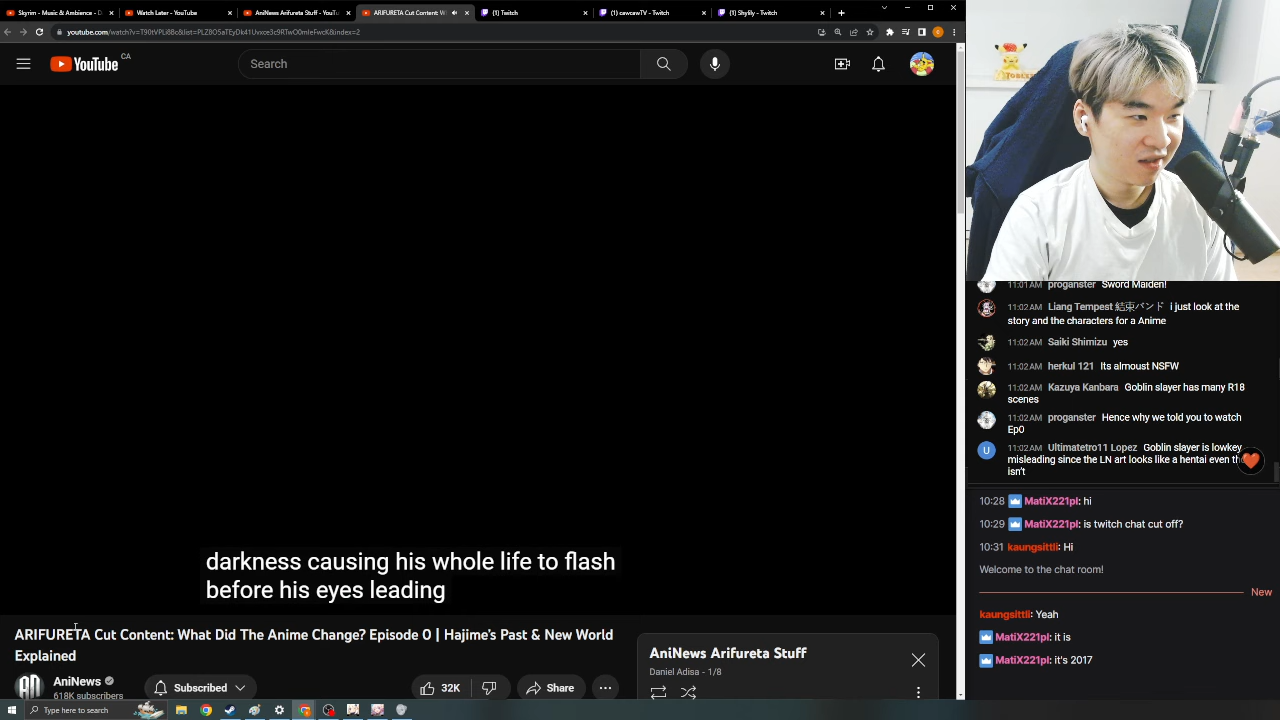 Skyrim - Music & Ambience - D
Watch Later - YouTube
AniNews Arifureta Stuff - YouT
ARIFURETA Cut Content: W
(1) Twitch
(1) cawcawTV - Twitch
(1) Shylily - Twitch
youtube.com/watch?v=T90tVPLi88c&list=PLZ8O5aTEyDk41Uvxce3c9RTwO0mIeFwcK&index=2
YouTube CA
Search
darkness causing his whole life to flash
before his eyes leading
ARIFURETA Cut Content: What Did The Anime Change? Episode 0 | Hajime's Past & New World
Explained
AniNews
618K subscribers
Subscribed
32K
Share
AniNews Arifureta Stuff
Daniel Adisa - 1/8
Type here to search
11:01 AM proganster Sword Maiden!
11:02 AM Liang Tempest 結束バンド i just look at the
story and the characters for a Anime
11:02 AM Saiki Shimizu yes
11:02 AM herkul 121 Its almoust NSFW
11:02 AM Kazuya Kanbara Goblin slayer has many R18
scenes
11:02 AM proganster Hence why we told you to watch
Ep0
11:02 AM Ultimatetro11 Lopez Goblin slayer is lowkey
misleading since the LN art looks like a hentai even th
isn't
10:28 MatiX221pl: hi
10:29 MatiX221pl: is twitch chat cut off?
10:31 kaungsittli: Hi
Welcome to the chat room!
New
kaungsittli: Yeah
MatiX221pl: it is
MatiX221pl: it's 2017